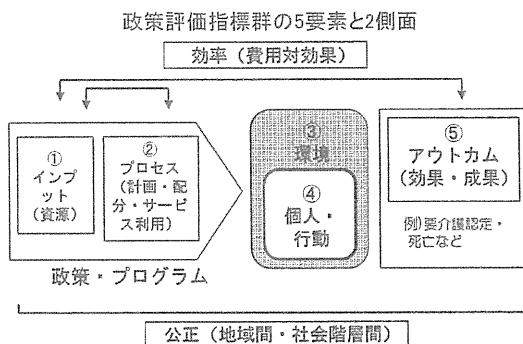 政策評価指標群の5要素と2側面
効率(費用対効果)
①
インプ
ット
(資源)
②
プロセス
(計画・配
分・サービ
ス利用)
政策・プログラム
③
環境
④
個人・
行動
⑤
アウトカム
(効果・成果)
例)要介護認定・
死亡など
公正(地域間・社会階層間)